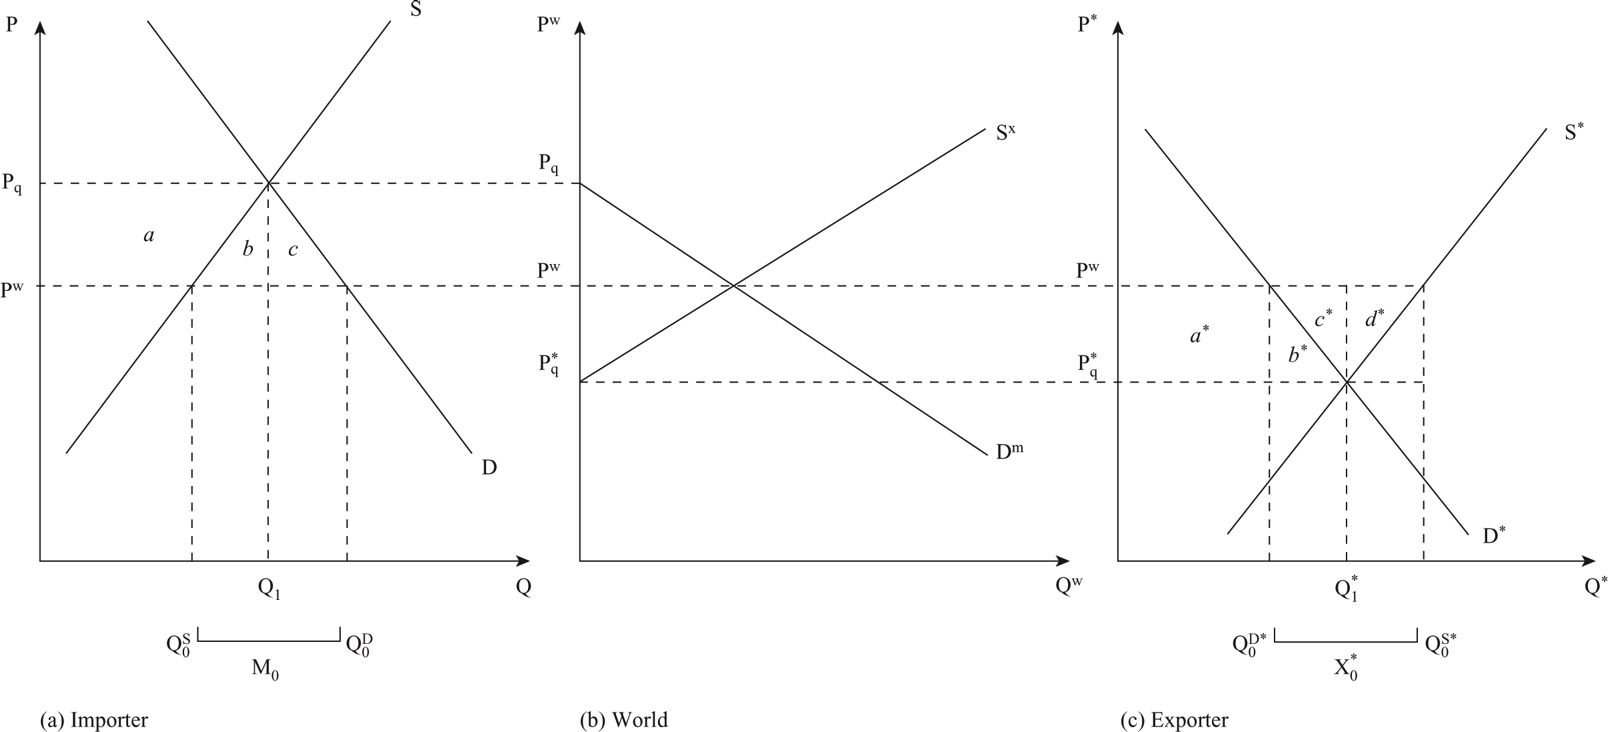 P
S
P_q
P^w
a
b
c
D
Q_1
Q
Q_0^S
Q_0^D
M_0
(a) Importer
P^w
P_q
S^x
P^w
P_q^*
D^m
Q^w
(b) World
P^*
S^*
P^w
c^*
d^*
a^*
b^*
P_q^*
D^*
Q_1^*
Q^*
Q_0^{D*}
Q_0^{S*}
X_0^*
(c) Exporter